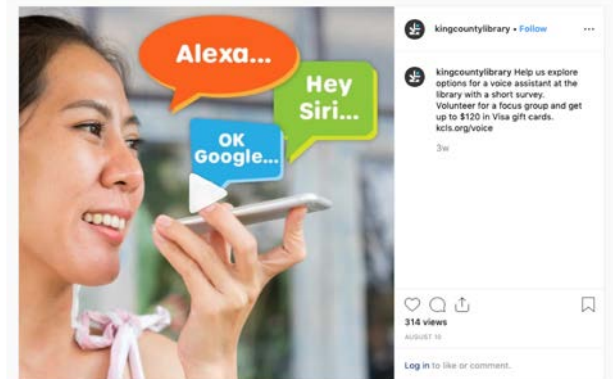 Alexa...
Hey
Siri...
OK
Google...
kingcountylibrary • Follow
kingcountylibrary Help us explore
options for a voice assistant at the
library with a short survey.
Volunteer for a focus group and get
up to $120 in Visa gift cards.
kcls.org/voice
3w
314 views
Log in to like or comment.